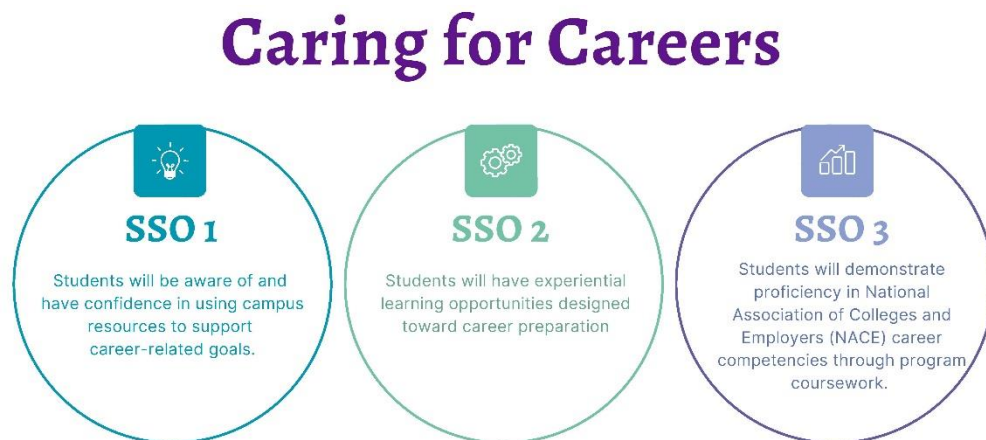 Caring for Careers
SSO 1
Students will be aware of and
have confidence in using campus
resources to support
career-related goals.
SSO 2
Students will have experiential
learning opportunities designed
toward career preparation
SSO 3
Students will demonstrate
proficiency in National
Association of Colleges and
Employers (NACE) career
competencies through program
coursework.